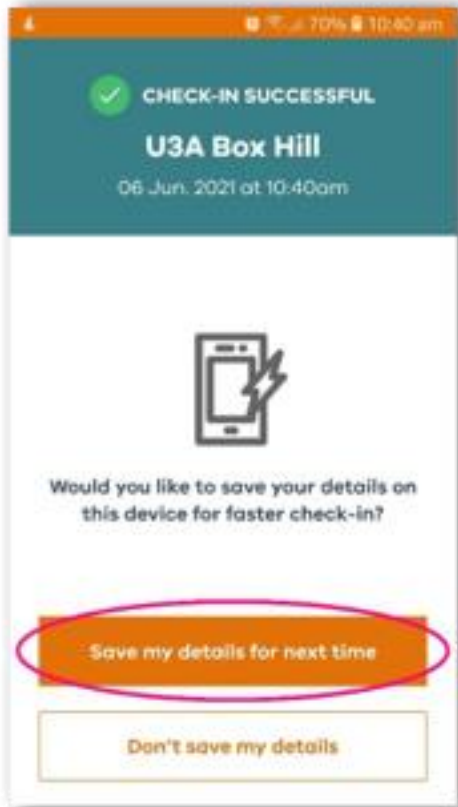 70% 10:40 am
CHECK-IN SUCCESSFUL
U3A Box Hill
06 Jun. 2021 at 10:40am
Would you like to save your details on
this device for faster check-in?
Save my details for next time
Don't save my details